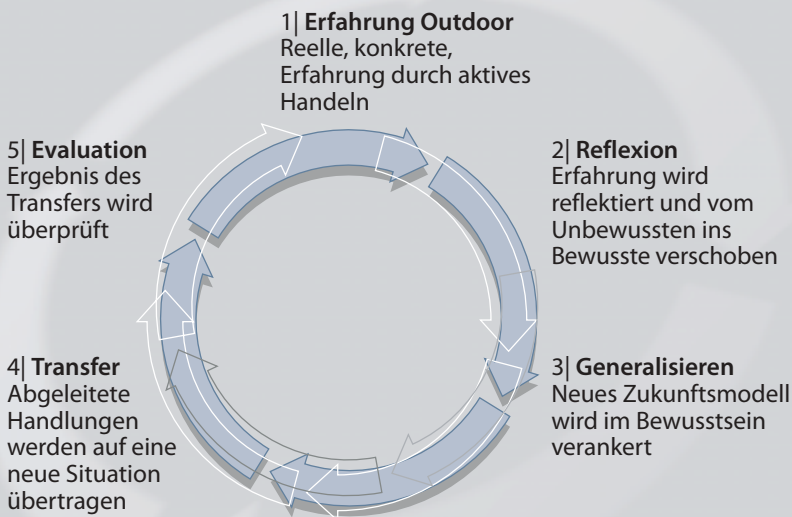 1| Erfahrung Outdoor
Reelle, konkrete,
Erfahrung durch aktives
Handeln
2| Reflexion
Erfahrung wird
reflektiert und vom
Unbewussten ins
Bewusste verschoben
3| Generalisieren
Neues Zukunftsmodell
wird im Bewusstsein
verankert
4| Transfer
Abgeleitete
Handlungen
werden auf eine
neue Situation
übertragen
5| Evaluation
Ergebnis des
Transfers wird
überprüft